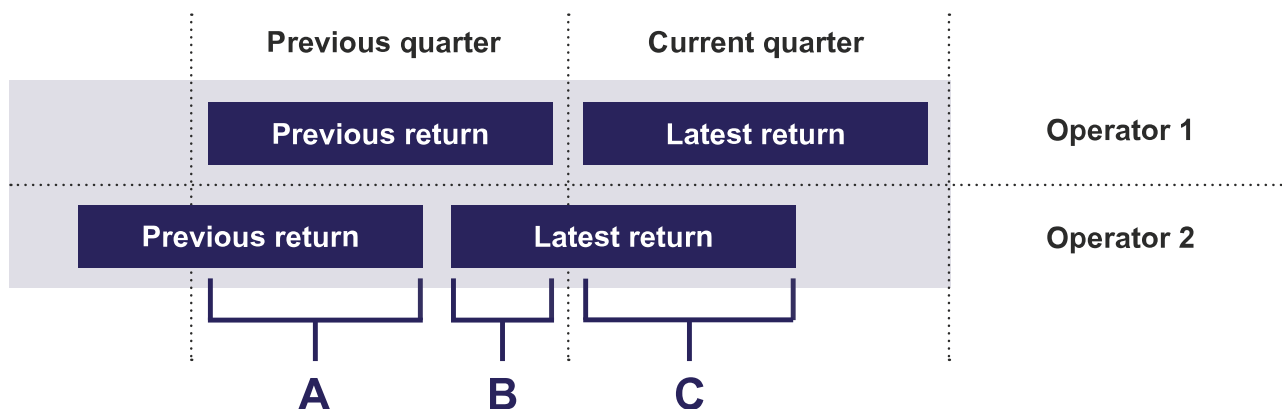 Previous quarter
Current quarter
Previous return
Latest return
Operator 1
Previous return
Latest return
Operator 2
A
B
C